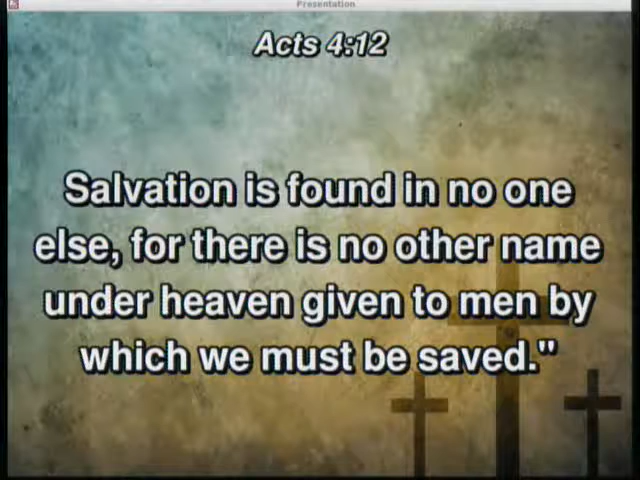 Presentation
Acts 4:12
Salvation is found in no one
else, for there is no other name
under heaven given to men by
which we must be saved."